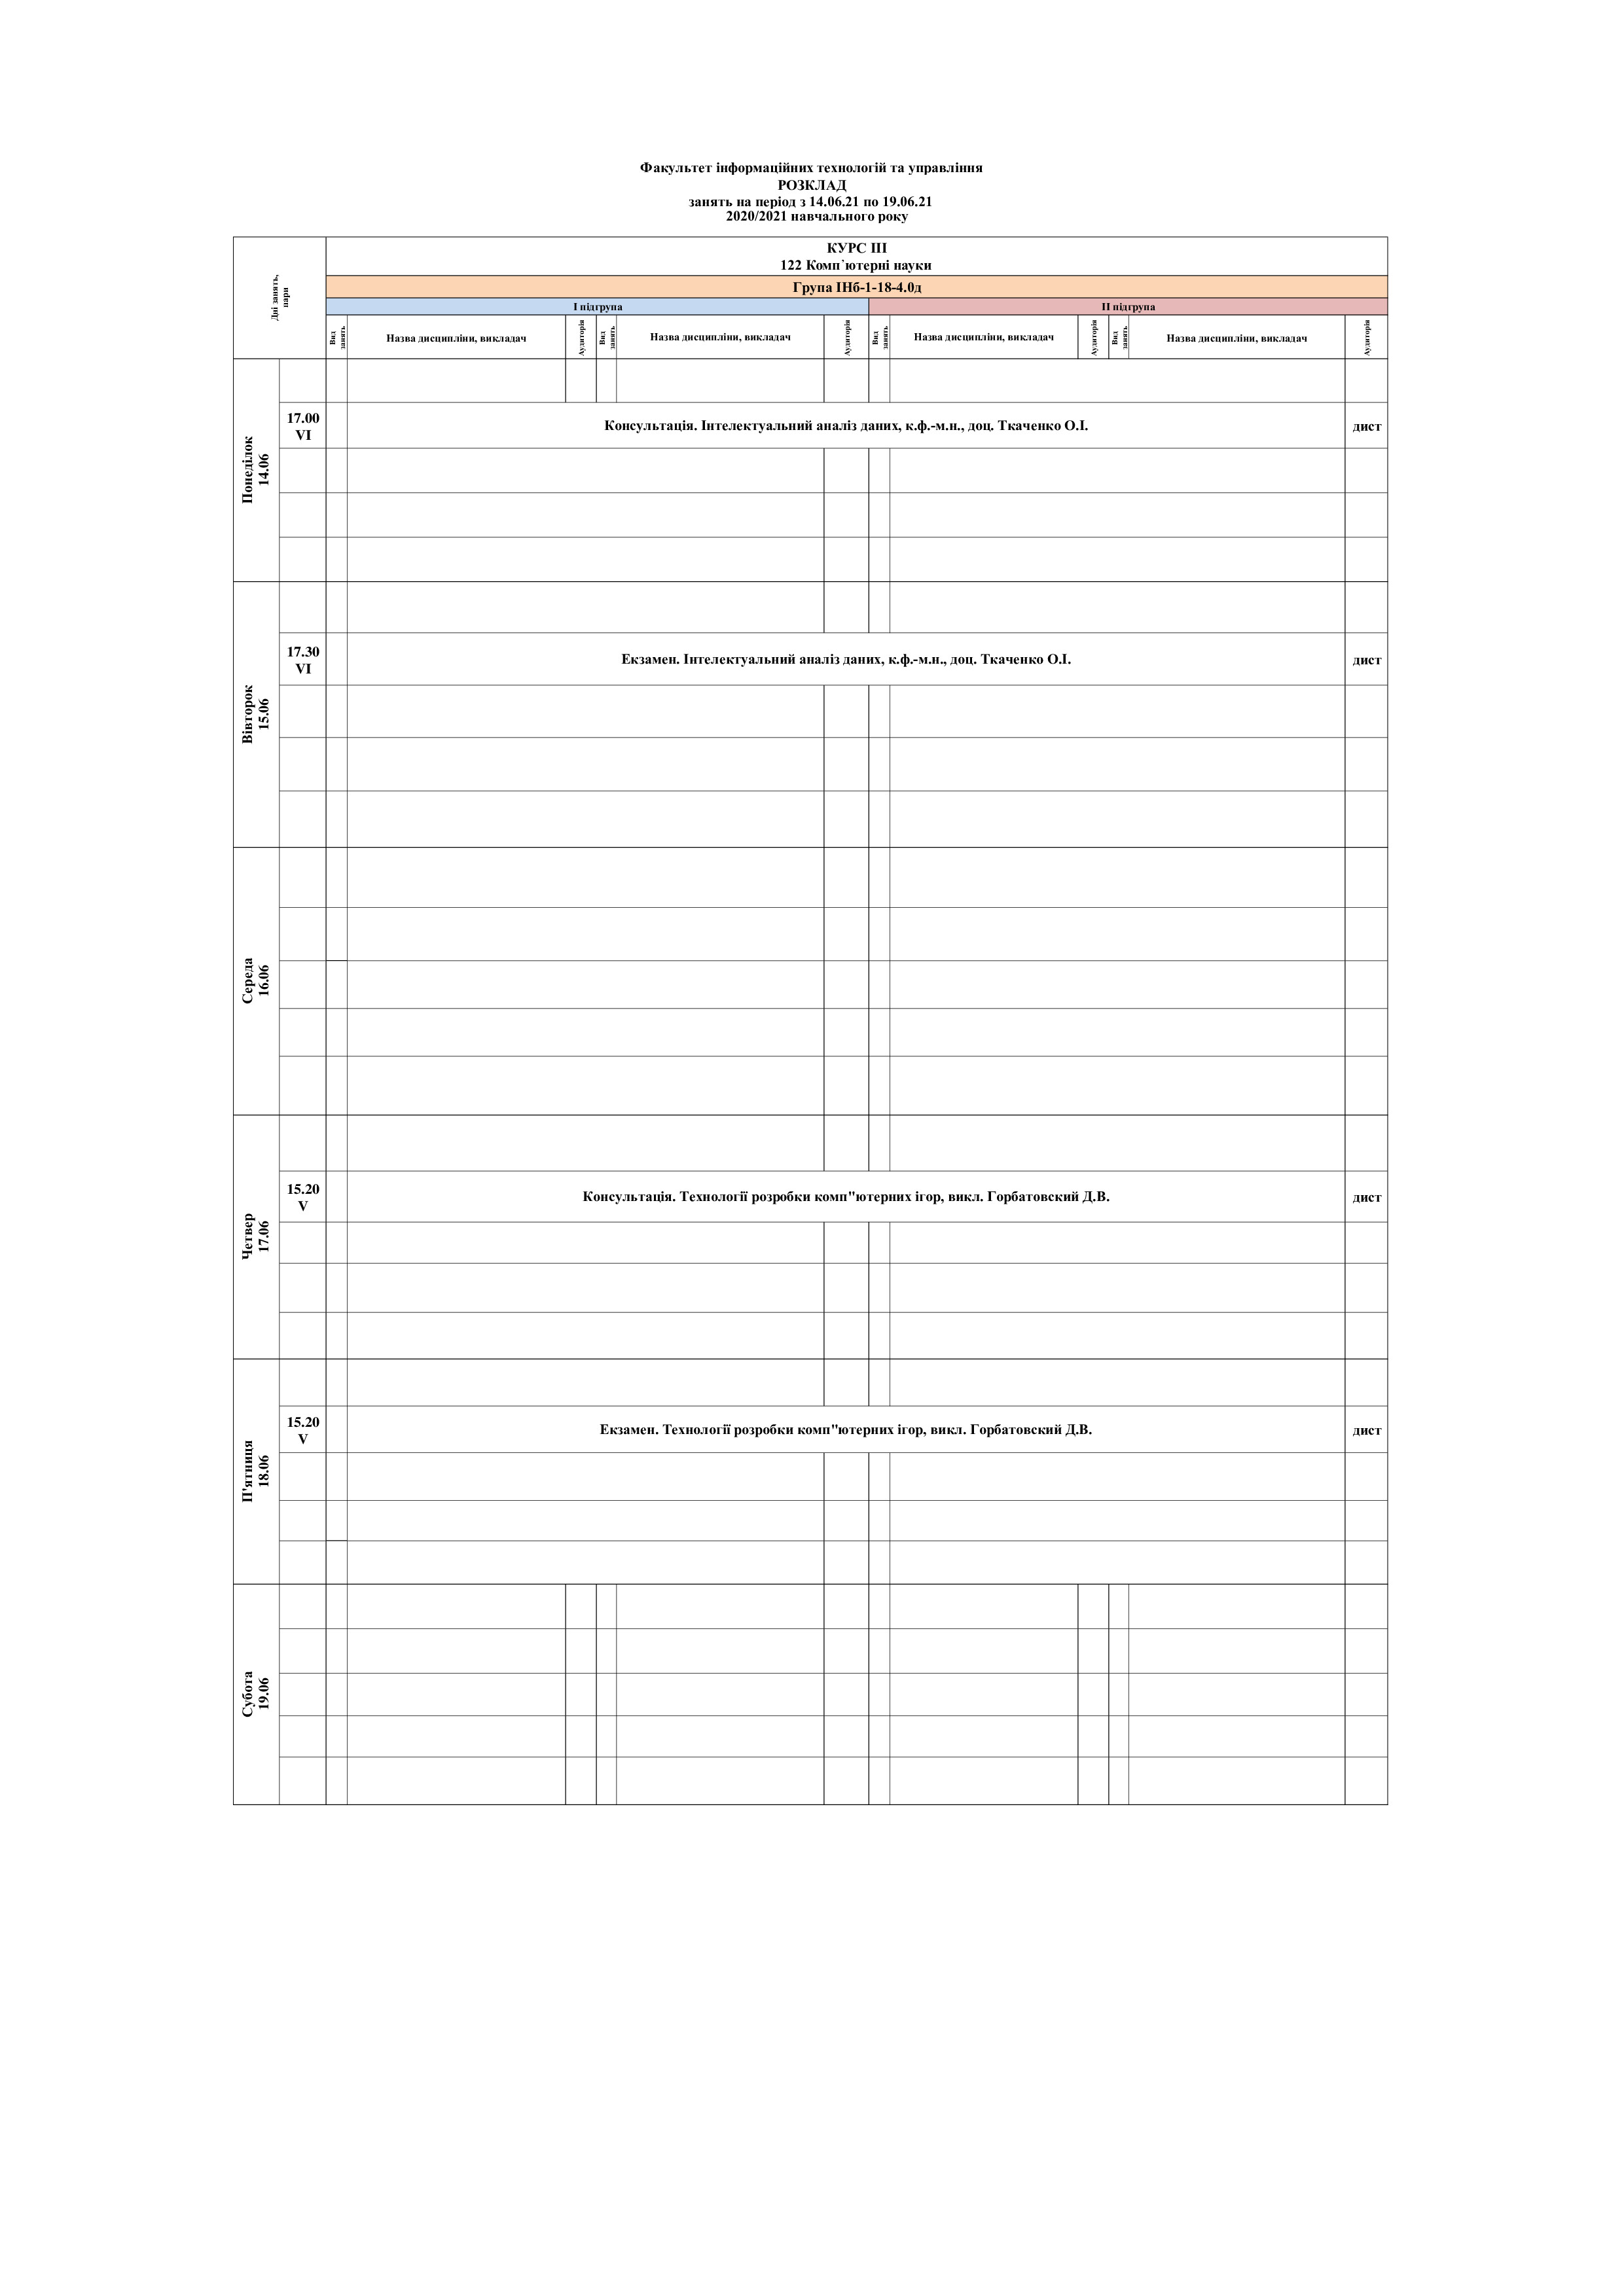 Факультет інформаційних технологій та управління
РОЗКЛАД
занять на період з 14.06.21 по 19.06.21
2020/2021 навчального року
Дні занять,
пари
КУРС ІІІ
122 Комп᾽ютерні науки
Група ІНб-1-18-4.0д
І підгрупа
ІІ підгрупа
Вид
занять
Назва дисципліни, викладач
Аудиторія
Вид
занять
Назва дисципліни, викладач
Аудиторія
Вид
занять
Назва дисципліни, викладач
Аудиторія
Вид
занять
Назва дисципліни, викладач
Аудиторія
Понеділок
14.06
17.00
VI
Консультація. Інтелектуальний аналіз даних, к.ф.-м.н., доц. Ткаченко О.І.
дист
Вівторок
15.06
17.30
VI
Екзамен. Інтелектуальний аналіз даних, к.ф.-м.н., доц. Ткаченко О.І.
дист
Середа
16.06
Четвер
17.06
15.20
V
Консультація. Технології розробки комп"ютерних ігор, викл. Горбатовский Д.В.
дист
П'ятниця
18.06
15.20
V
Екзамен. Технології розробки комп"ютерних ігор, викл. Горбатовский Д.В.
дист
Субота
19.06